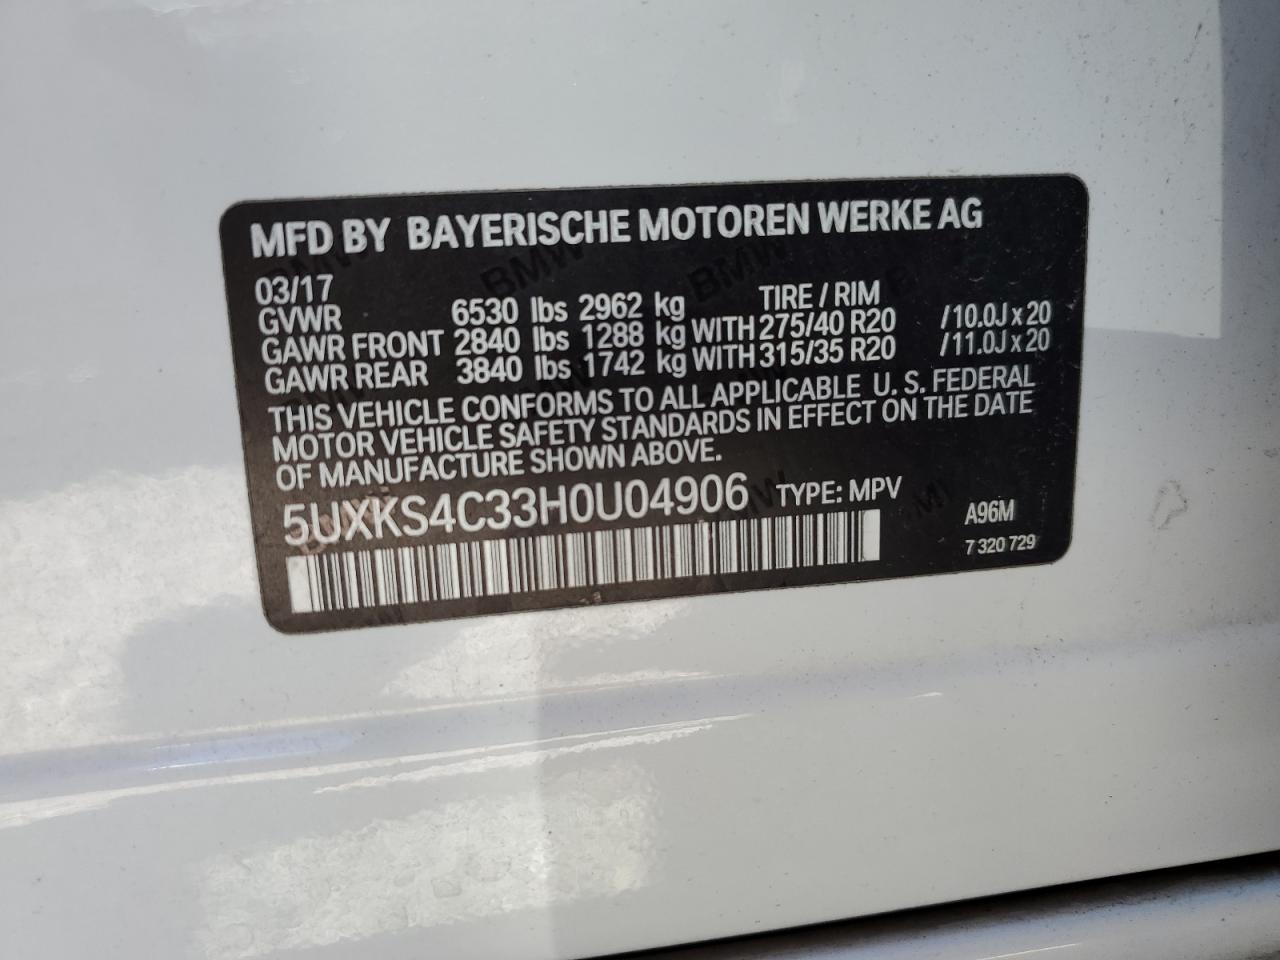 MFD BY BAYERISCHE MOTOREN WERKE AG
03/17 TIRE / RIM
GVWR 6530 lbs 2962 kg
GAWR FRONT 2840 lbs 1288 kg WITH 275/40 R20 /10.0J x 20
GAWR REAR 3840 lbs 1742 kg WITH 315/35 R20 /11.0J x 20
THIS VEHICLE CONFORMS TO ALL APPLICABLE U. S. FEDERAL
MOTOR VEHICLE SAFETY STANDARDS IN EFFECT ON THE DATE
OF MANUFACTURE SHOWN ABOVE.
5UXKS4C33H0U04906 TYPE: MPV
A96M
7 320 729